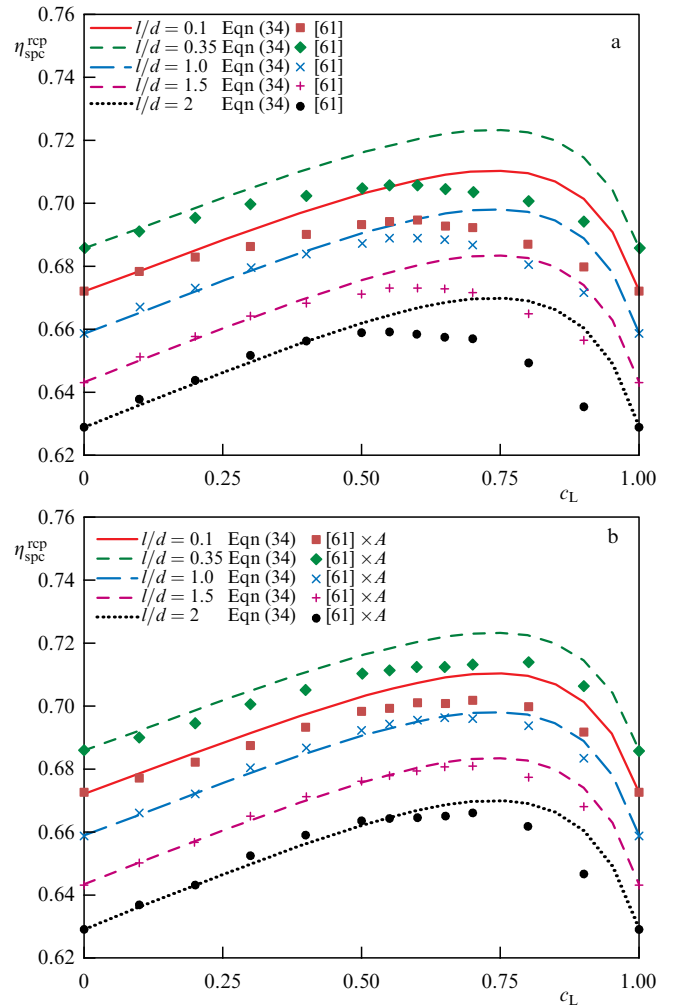 0.76
η_spc^rcp
a
l/d = 0.1 Eqn (34) [61]
l/d = 0.35 Eqn (34) [61]
l/d = 1.0 Eqn (34) [61]
l/d = 1.5 Eqn (34) [61]
l/d = 2 Eqn (34) [61]
0.74
0.72
0.70
0.68
0.66
0.64
0.62
0 0.25 0.50 0.75 1.00
c_L
0.76
η_spc^rcp
b
l/d = 0.1 Eqn (34) [61] × A
l/d = 0.35 Eqn (34) [61] × A
l/d = 1.0 Eqn (34) [61] × A
l/d = 1.5 Eqn (34) [61] × A
l/d = 2 Eqn (34) [61] × A
0.74
0.72
0.70
0.68
0.66
0.64
0.62
0 0.25 0.50 0.75 1.00
c_L